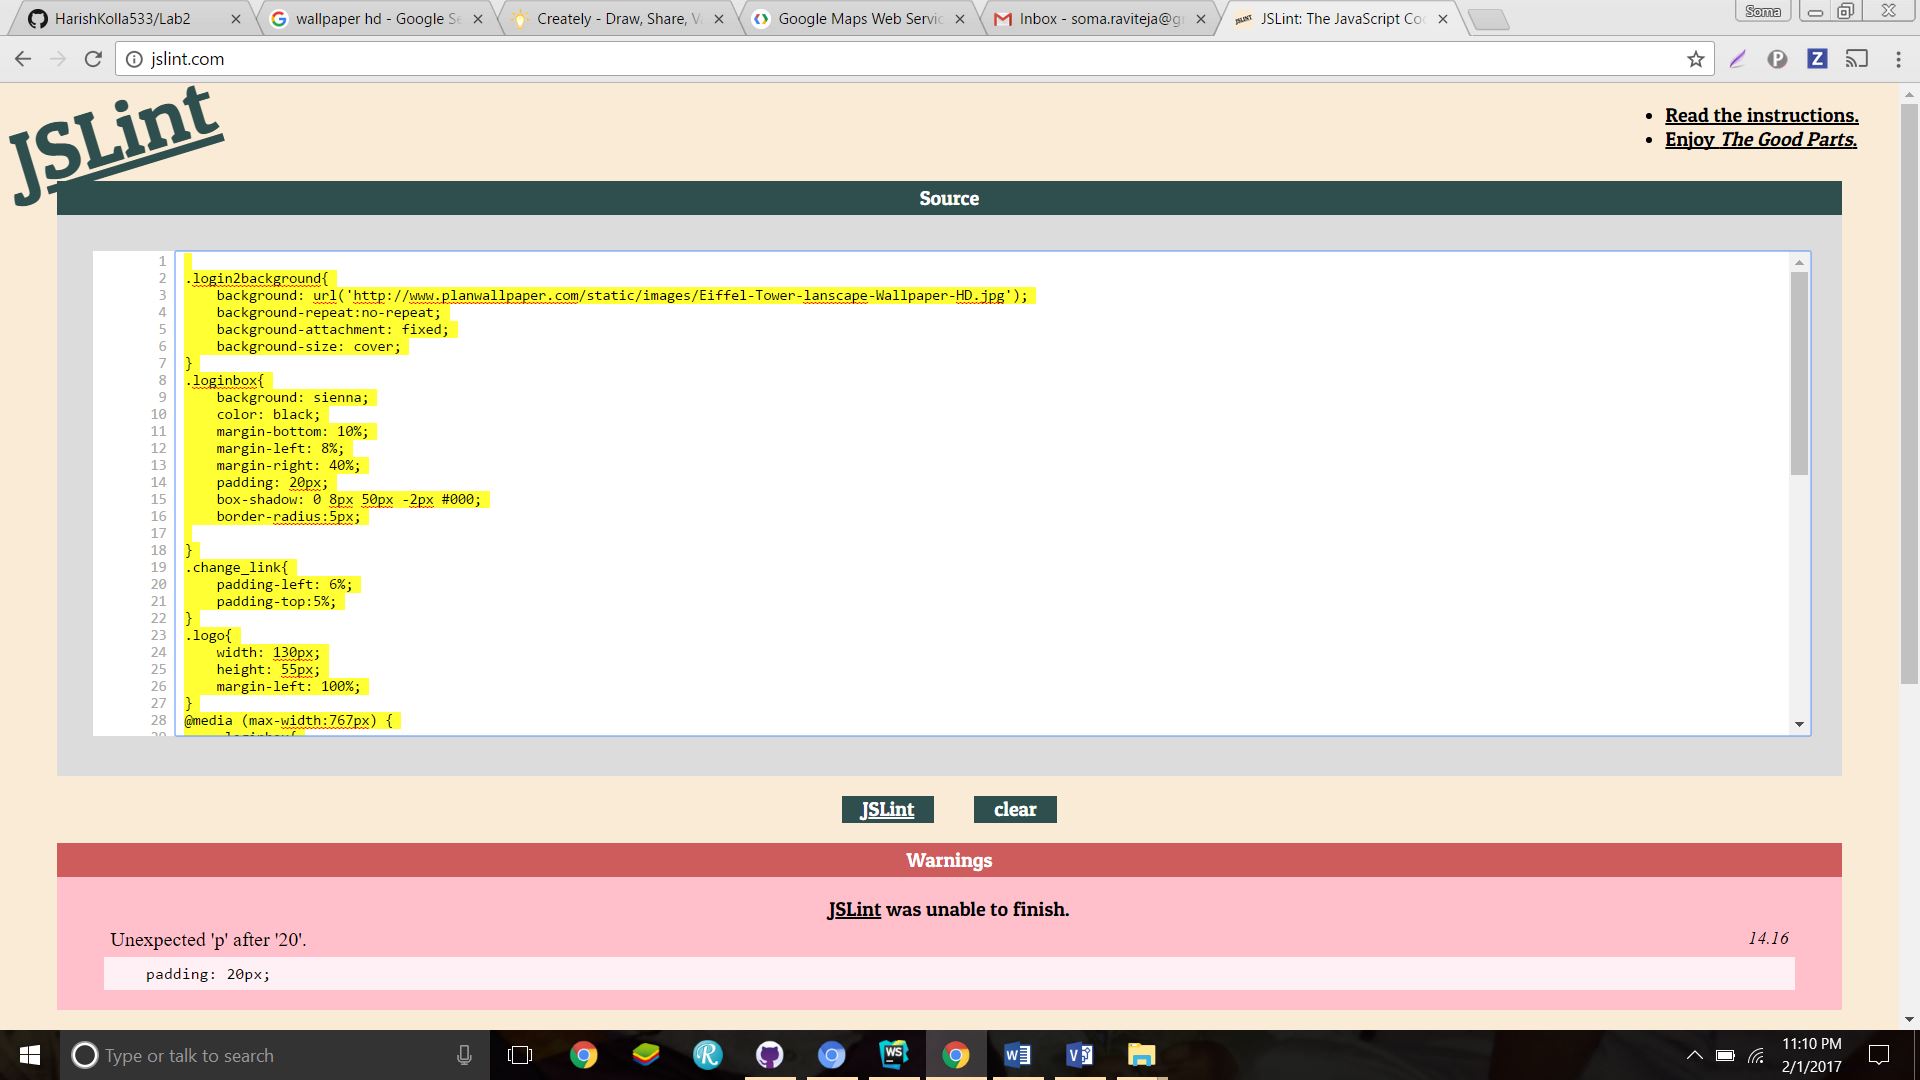 HarishKolla533/Lab2
wallpaper hd - Google Se
Creately - Draw, Share, V
Google Maps Web Servic
Inbox - soma.raviteja@g
JSLint: The JavaScript Co
Soma
jslint.com
JSLint
Read the instructions.
Enjoy The Good Parts.
Source
1
2 .login2background{
3 background: url('http://www.planwallpaper.com/static/images/Eiffel-Tower-lanscape-Wallpaper-HD.jpg');
4 background-repeat:no-repeat;
5 background-attachment: fixed;
6 background-size: cover;
7 }
8 .loginbox{
9 background: sienna;
10 color: black;
11 margin-bottom: 10%;
12 margin-left: 8%;
13 margin-right: 40%;
14 padding: 20px;
15 box-shadow: 0 8px 50px -2px #000;
16 border-radius:5px;
17
18 }
19 .change_link{
20 padding-left: 6%;
21 padding-top:5%;
22 }
23 .logo{
24 width: 130px;
25 height: 55px;
26 margin-left: 100%;
27 }
28 @media (max-width:767px) {
JSLint
clear
Warnings
JSLint was unable to finish.
Unexpected 'p' after '20'. 14.16
padding: 20px;
Type or talk to search
11:10 PM
2/1/2017